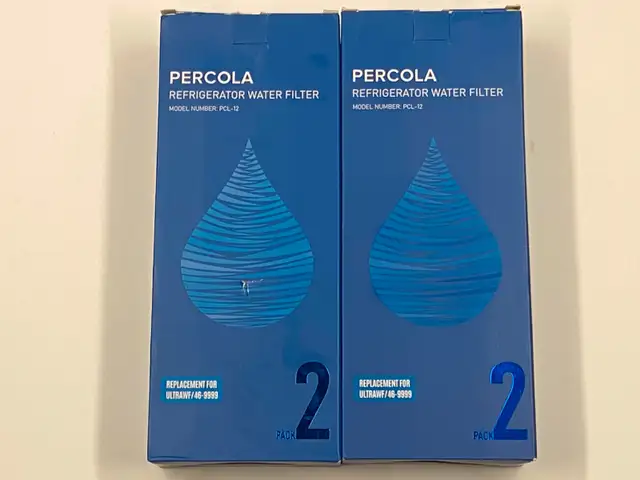 PERCOLA
REFRIGERATOR WATER FILTER
MODEL NUMBER: PCL-12
REPLACEMENT FOR
ULTRAWF/46-9999
PACK 2
PERCOLA
REFRIGERATOR WATER FILTER
MODEL NUMBER: PCL-12
REPLACEMENT FOR
ULTRAWF/46-9999
PACK 2